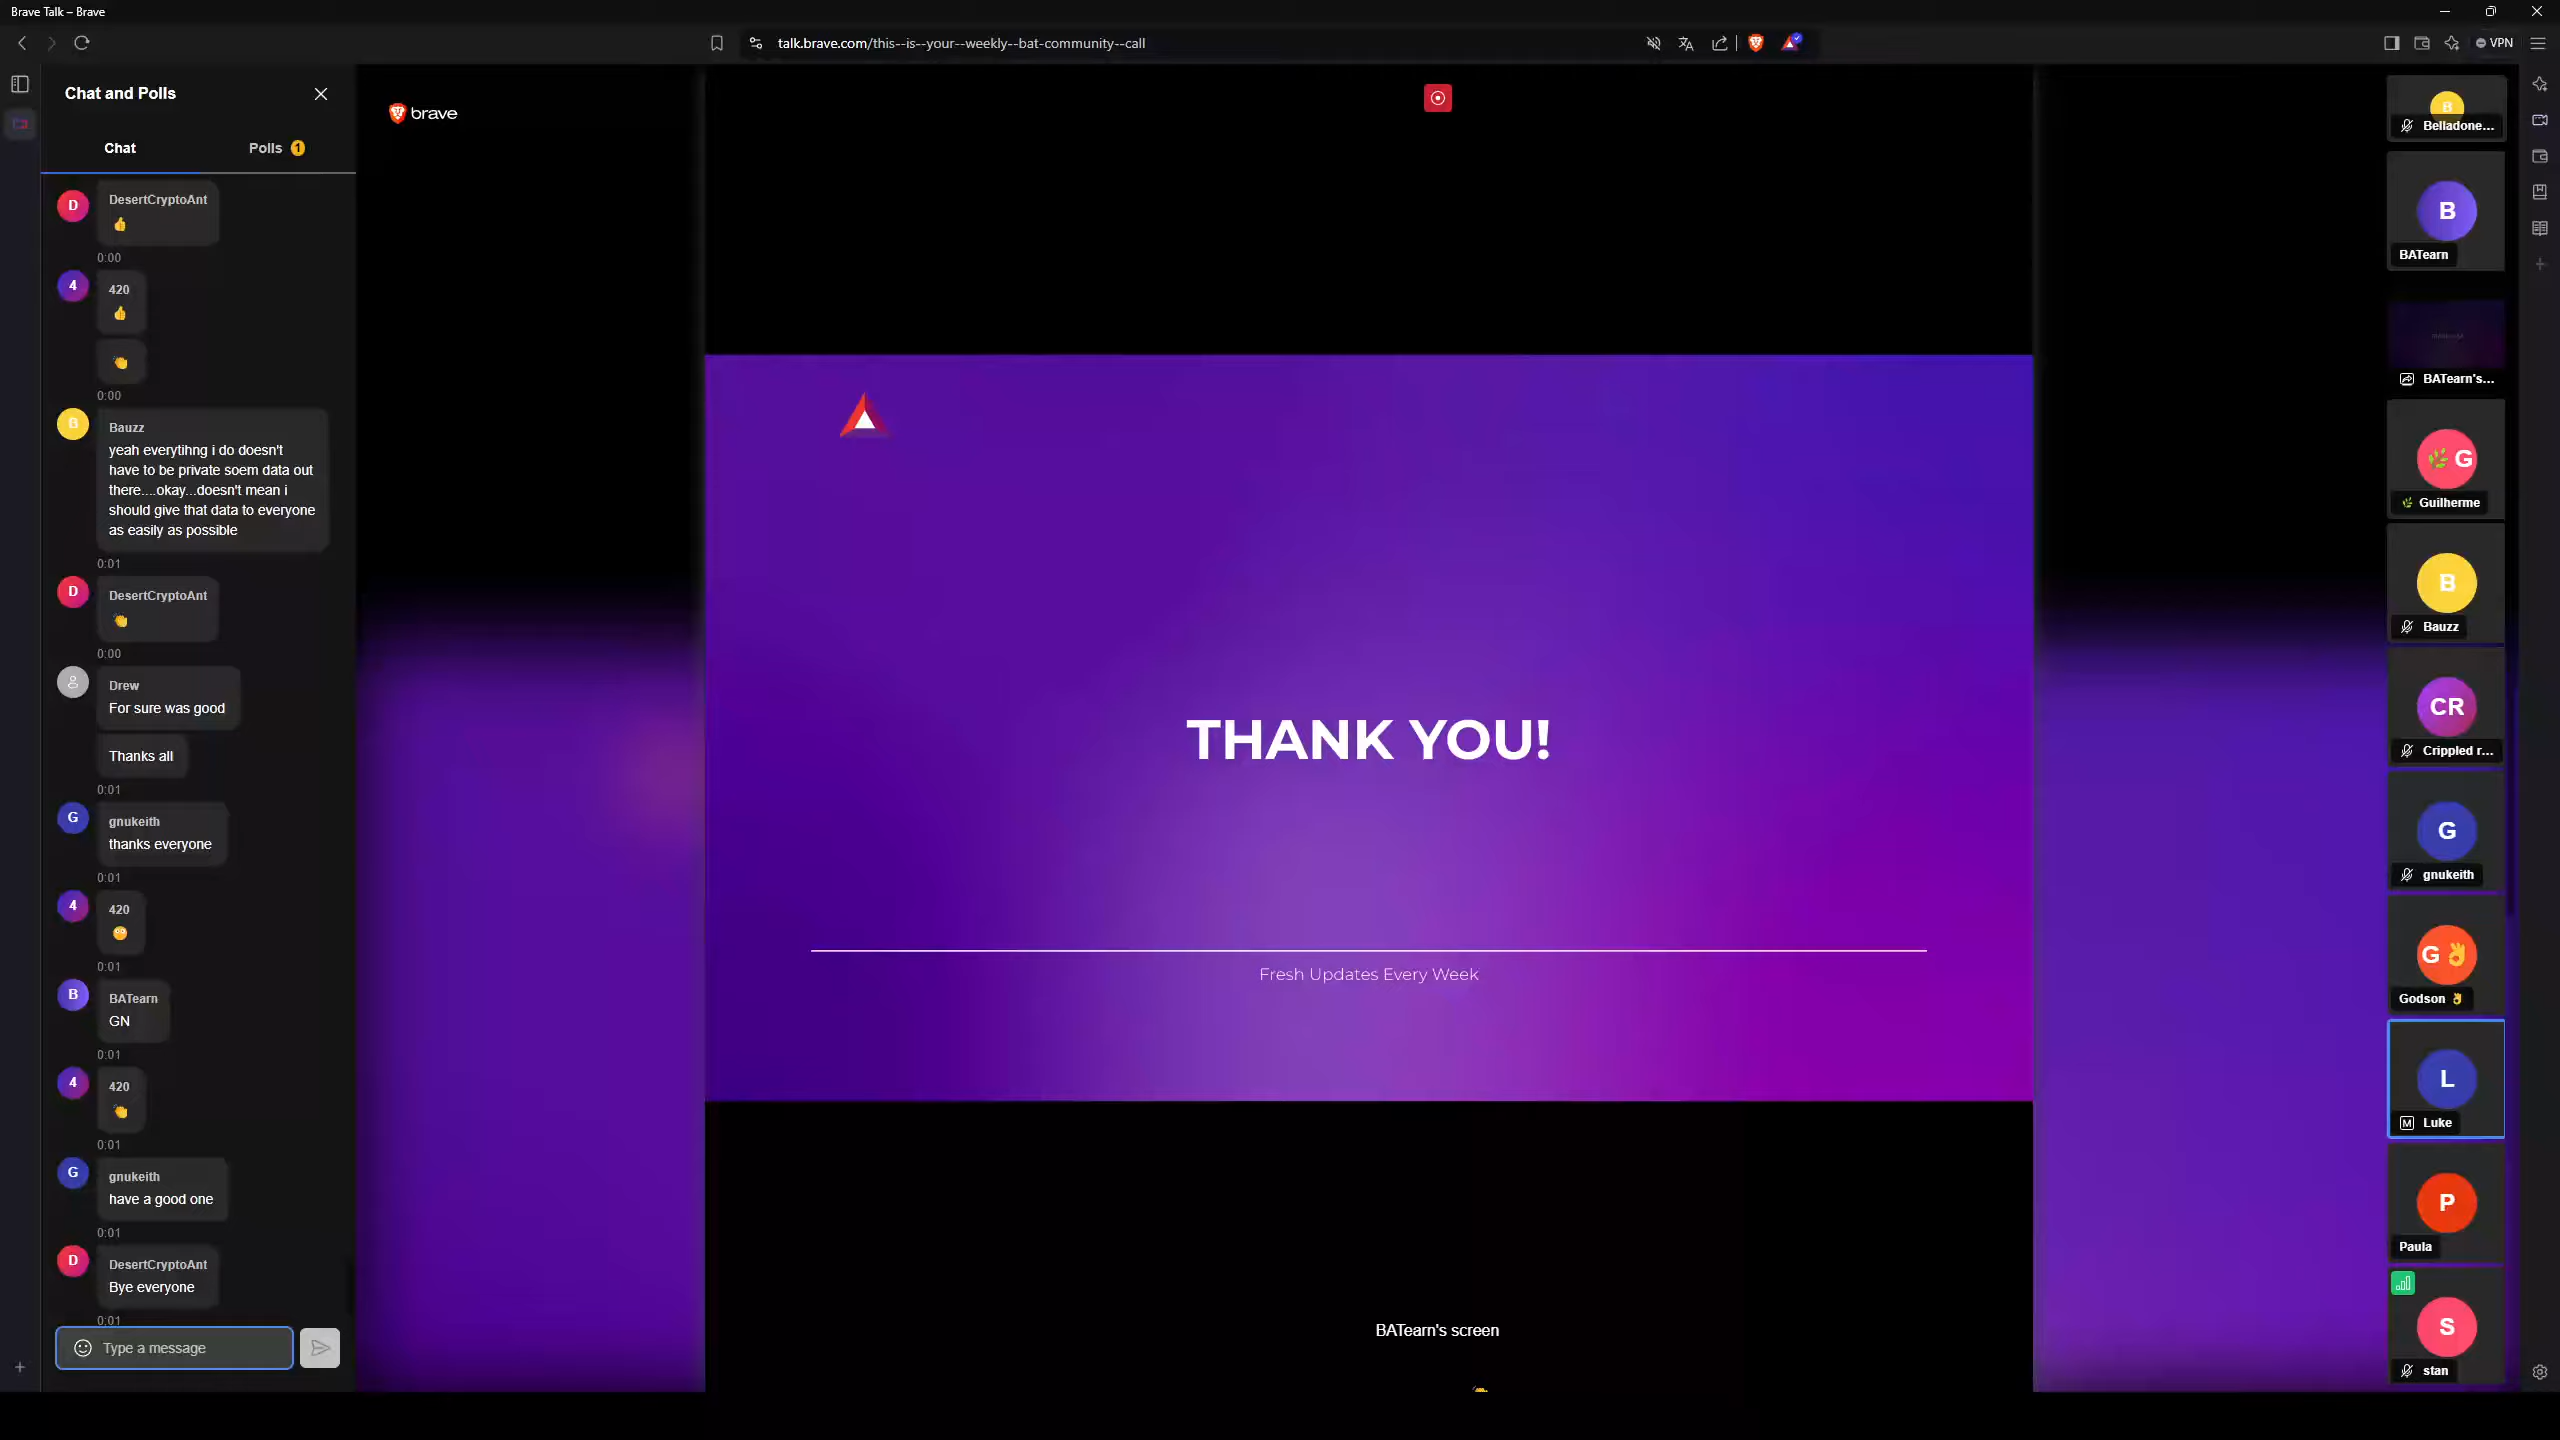 Brave Talk – Brave
talk.brave.com/this--is--your--weekly--bat-community--call
VPN
Chat and Polls
Chat
Polls 1
D
DesertCryptoAnt
👍
0:00
4
420
👍
👏
0:00
B
Bauzz
yeah everytihng i do doesn't
have to be private soem data out
there....okay...doesn't mean i
should give that data to everyone
as easily as possible
0:01
D
DesertCryptoAnt
👏
0:00
Drew
For sure was good
Thanks all
0:01
G
gnukeith
thanks everyone
0:01
4
420
0:01
B
BATearn
GN
0:01
4
420
👏
0:01
G
gnukeith
have a good one
0:01
D
DesertCryptoAnt
Bye everyone
0:01
Type a message
brave
THANK YOU!
Fresh Updates Every Week
BATearn's screen
B
Belladone...
B
BATearn
BATearn's...
🌿 G
🌿 Guilherme
B
Bauzz
CR
Crippled r...
G
gnukeith
G 👌
Godson 👌
L
M Luke
P
Paula
S
stan